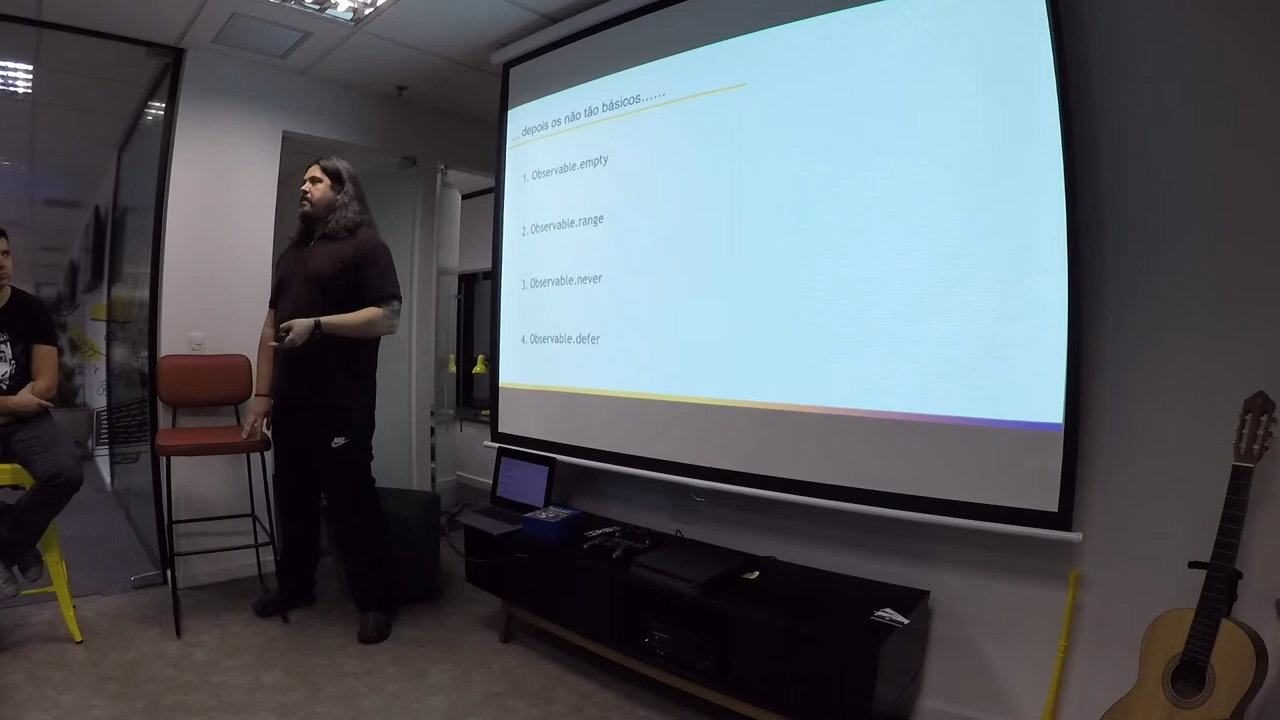 ... depois os não tão básicos......
1. Observable.empty
2. Observable.range
3. Observable.never
4. Observable.defer